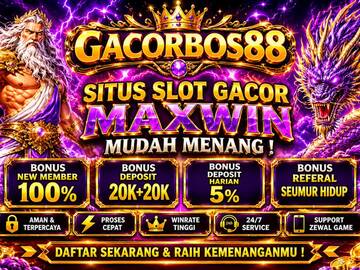 GACORBOS88
SITUS SLOT GACOR
MAXWIN
MUDAH MENANG !
BONUS
NEW MEMBER
100%
BONUS
DEPOSIT
20K+20K
BONUS
DEPOSIT
HARIAN
5%
BONUS
REFERAL
SEUMUR HIDUP
AMAN &
TERPERCAYA
PROSES
CEPAT
WINRATE
TINGGI
24/7
SERVICE
SUPPORT
ZEWAL GAME
DAFTAR SEKARANG & RAIH KEMENANGANMU !